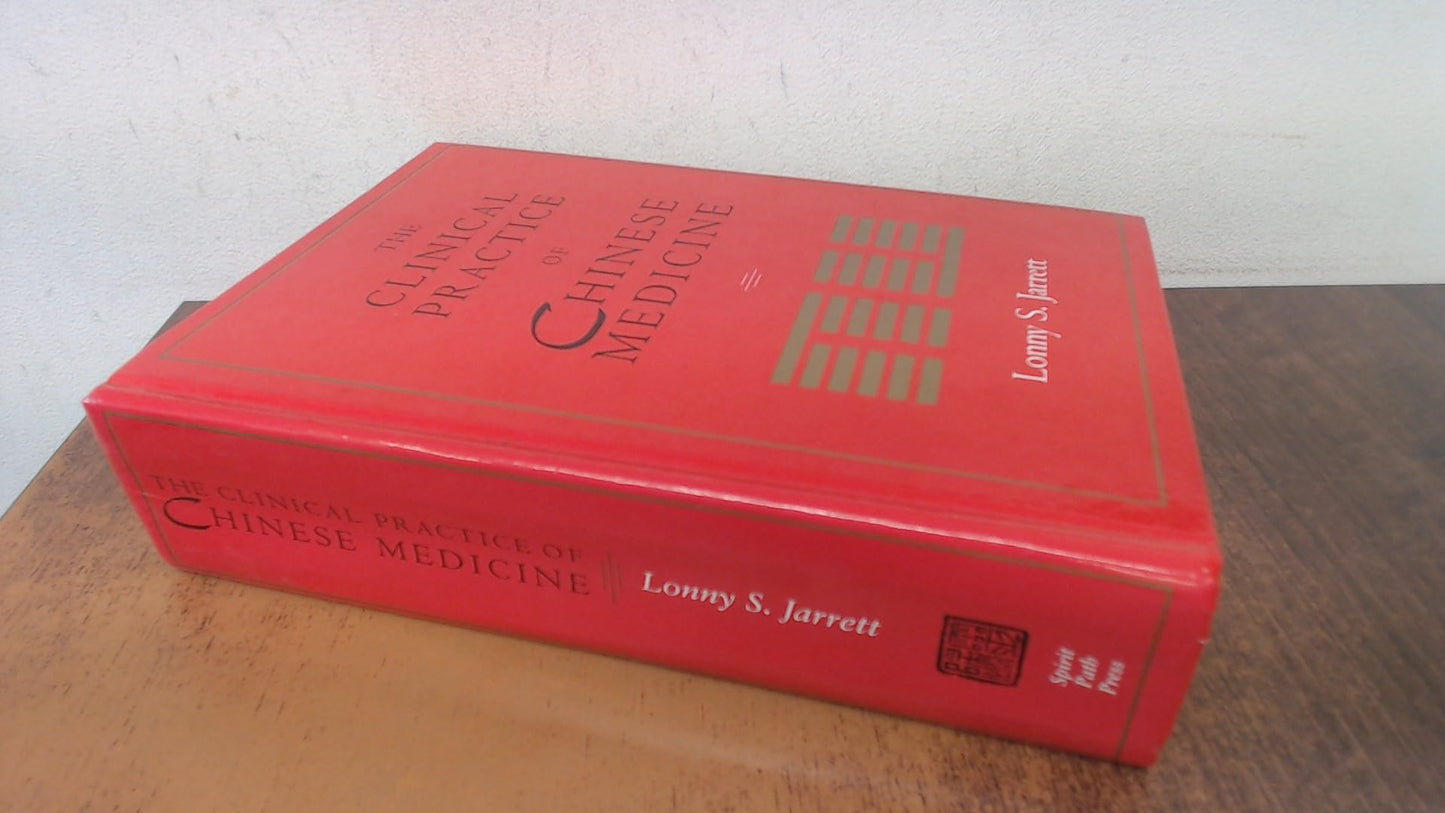 THE
CLINICAL
PRACTICE
OF
CHINESE
MEDICINE
Lonny S. Jarrett
THE CLINICAL PRACTICE OF
CHINESE MEDICINE
Lonny S. Jarrett
Spirit
Path
Press